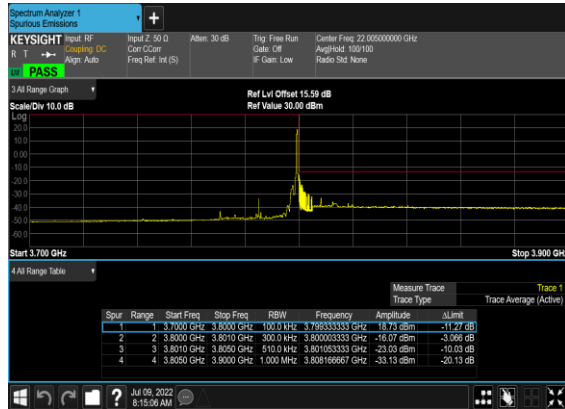 Spectrum Analyzer 1
Spurious Emissions
KEYSIGHT Input: RF Input Z: 50 Ω Atten: 30 dB Trig: Free Run Center Freq: 22.005000000 GHz
R T Coupling: DC Corr CCorr Gate: Off Avg|Hold: 100/100
Align: Auto Freq Ref: Int (S) IF Gain: Low Radio Std: None
PASS
3 All Range Graph
Ref Lvl Offset 15.59 dB
Scale/Div 10.0 dB Ref Value 30.00 dBm
Log
20.0
10.0
0.00
-10.0
-20.0
-30.0
-40.0
-50.0
-60.0
Start 3.700 GHz Stop 3.900 GH
4 All Range Table
Measure Trace Trace 1
Trace Type Trace Average (Active)
Spur Range Start Freq Stop Freq RBW Frequency Amplitude ΔLimit
1 1 3.7000 GHz 3.8000 GHz 100.0 kHz 3.799333333 GHz 18.73 dBm -11.27 dB
2 2 3.8000 GHz 3.8010 GHz 300.0 kHz 3.800003333 GHz -16.07 dBm -3.066 dB
3 3 3.8010 GHz 3.8050 GHz 510.0 kHz 3.801053333 GHz -23.03 dBm -10.03 dB
4 4 3.8050 GHz 3.9000 GHz 1.000 MHz 3.808166667 GHz -33.13 dBm -20.13 dB
Jul 09, 2022
8:15:06 AM